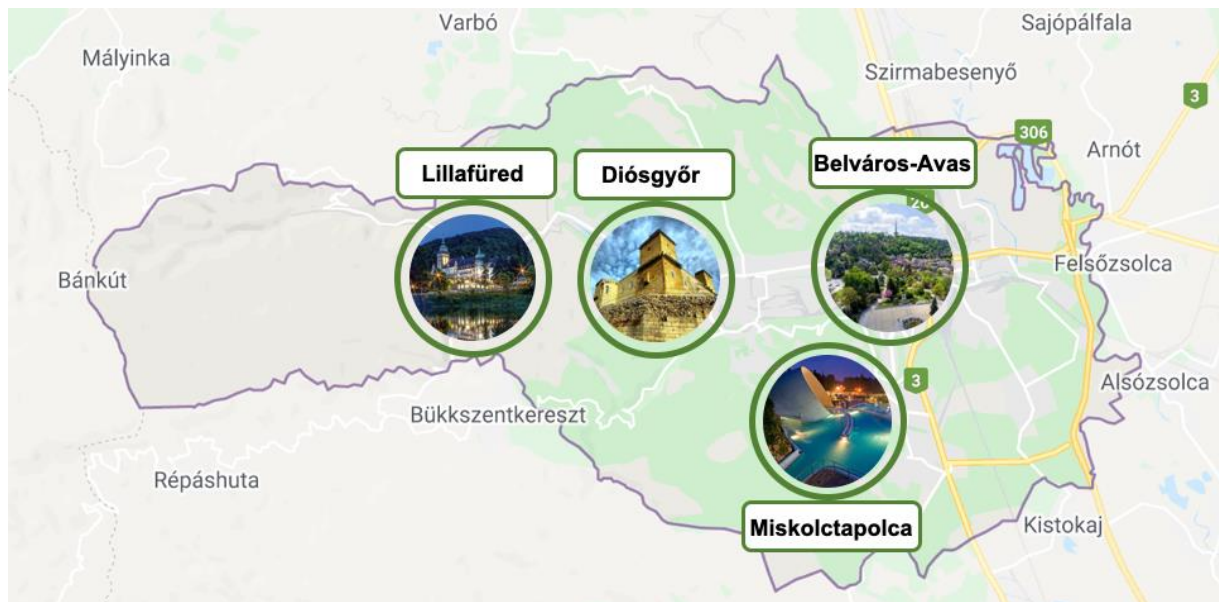 Varbó
Sajópálfala
Mályinka
Szirmabesenyő
3
306
Arnót
Lillafüred
Diósgyőr
Belváros-Avas
26
Bánkút
Felsőzsolca
3
Alsózsolca
Bükkszentkereszt
Répáshuta
Miskolctapolca
Kistokaj